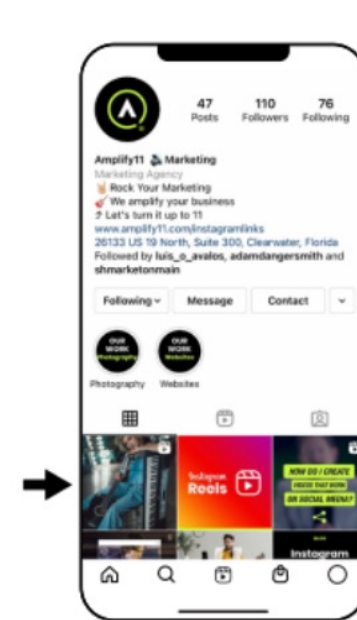 47 110 76
Posts Followers Following
Amplify11 Marketing
Marketing Agency
Rock Your Marketing
We amplify your business
Let's turn it up to 11
www.amplify11.com/instagramlinks
26133 US 19 North, Suite 300, Clearwater, Florida
Followed by luis_o_avalos, adamdangersmith and
shmarketonmain
Following Message Contact
OUR
WORK
Photography
OUR
WORK
Websites
Photography Websites
Instagram
Reels
HOW DO I CREATE
VIDEOS THAT WORK
ON SOCIAL MEDIA?
Instagram